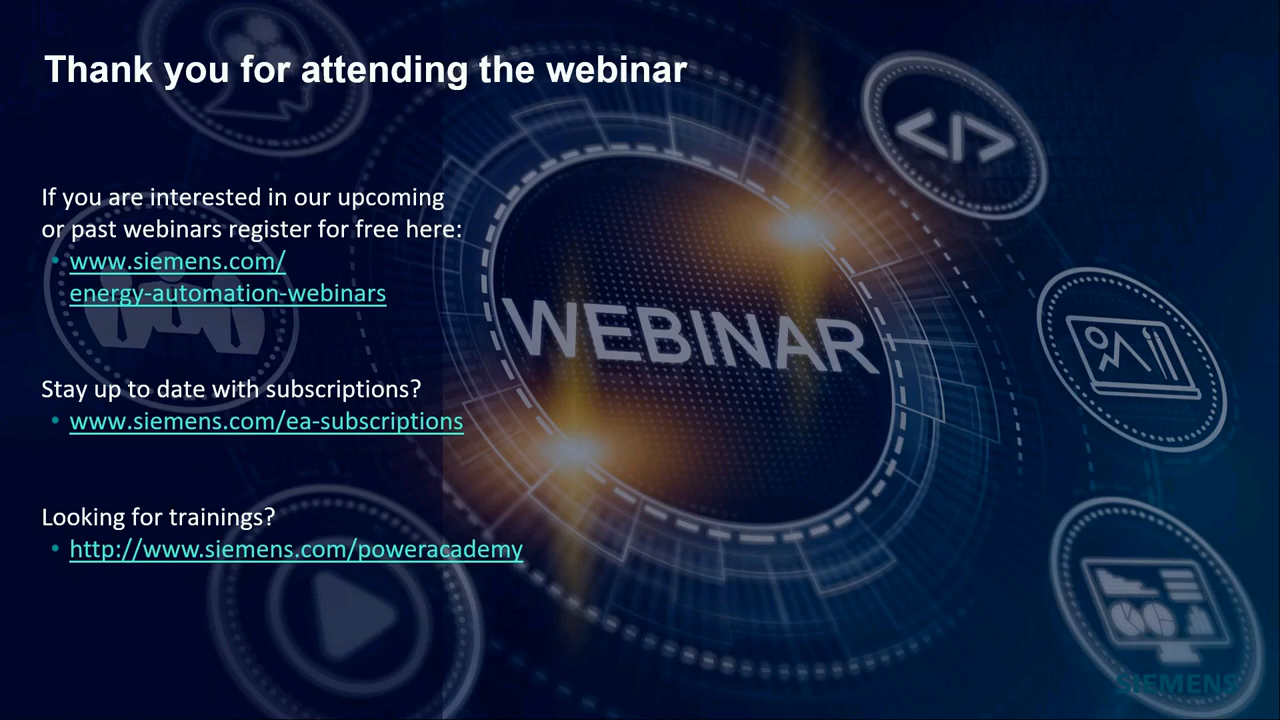 Thank you for attending the webinar
If you are interested in our upcoming
or past webinars register for free here:
• www.siemens.com/
energy-automation-webinars
Stay up to date with subscriptions?
• www.siemens.com/ea-subscriptions
Looking for trainings?
• http://www.siemens.com/poweracademy
WEBINAR
</>
SIEMENS